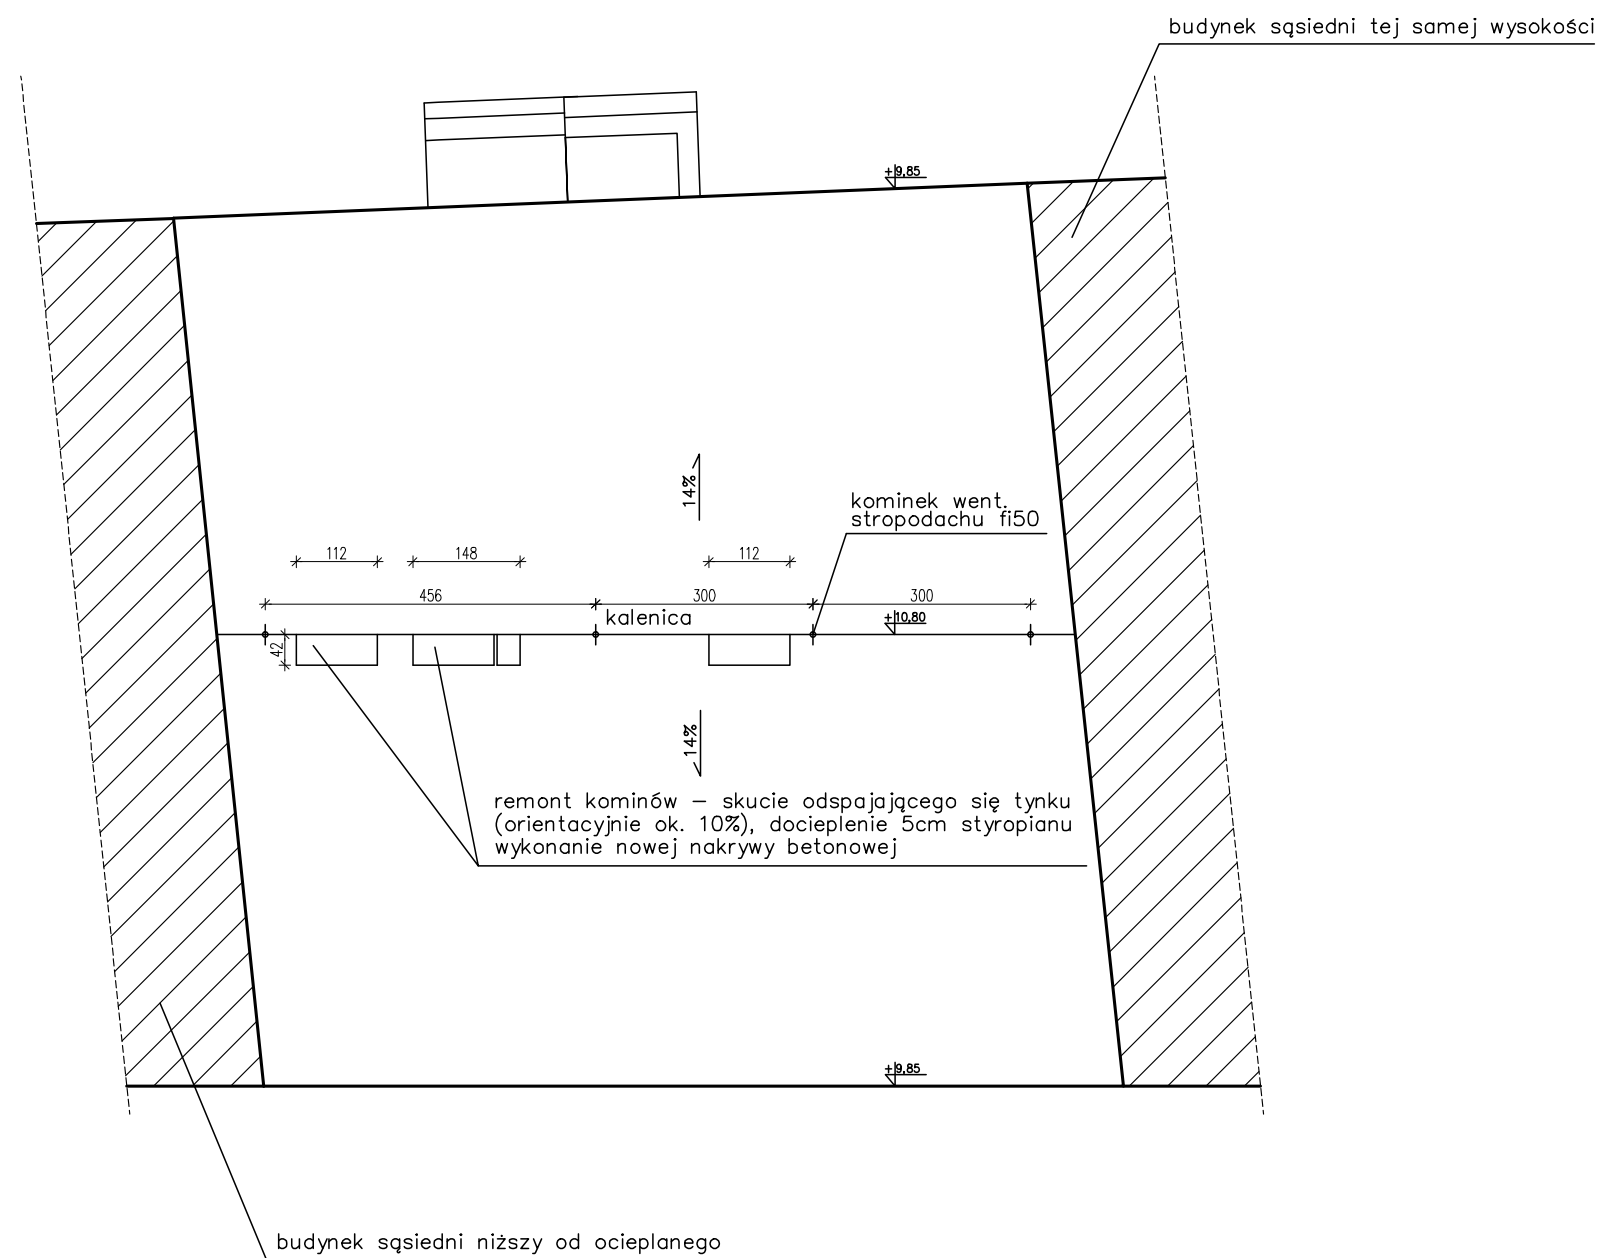 budynek sąsiedni tej samej wysokości
+9,85
14%
kominek went.
stropodachu fi50
112
148
112
456
300
300
kalenica
+10,80
42
14%
remont kominów – skucie odspajającego się tynku
(orientacyjnie ok. 10%), docieplenie 5cm styropianu
wykonanie nowej nakrywy betonowej
+9,85
budynek sąsiedni niższy od ocieplanego